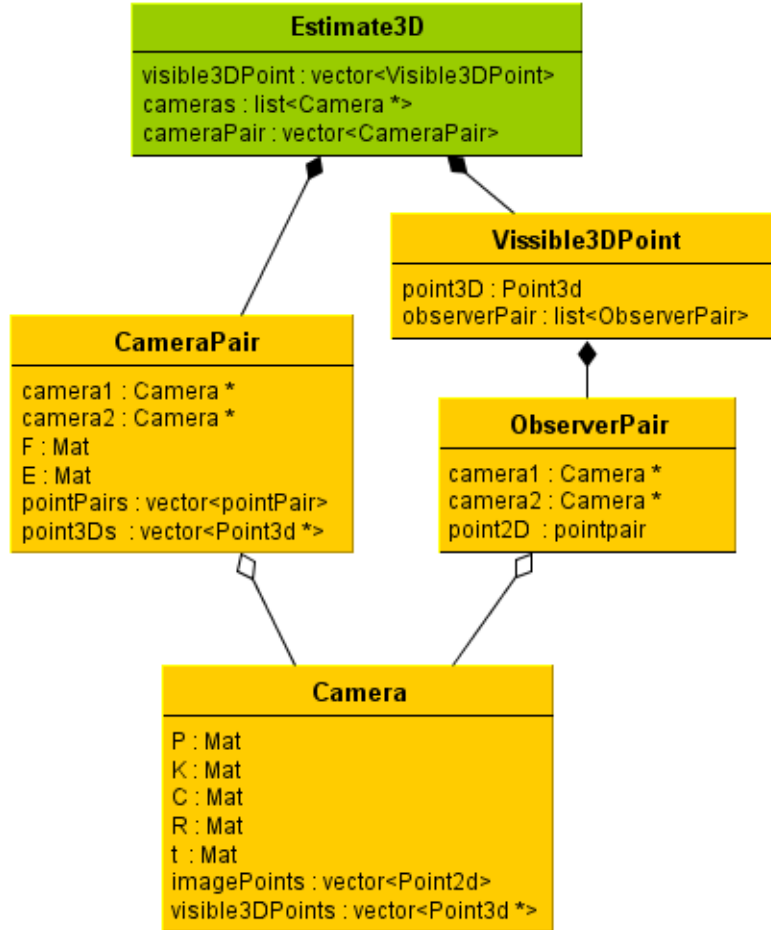 Estimate3D
visible3DPoint : vector<Visible3DPoint>
cameras : list<Camera *>
cameraPair : vector<CameraPair>
Vissible3DPoint
point3D : Point3d
observerPair : list<ObserverPair>
CameraPair
camera1 : Camera *
camera2 : Camera *
F : Mat
E : Mat
pointPairs : vector<pointPair>
point3Ds : vector<Point3d *>
ObserverPair
camera1 : Camera *
camera2 : Camera *
point2D : pointpair
Camera
P : Mat
K : Mat
C : Mat
R : Mat
t : Mat
imagePoints : vector<Point2d>
visible3DPoints : vector<Point3d *>